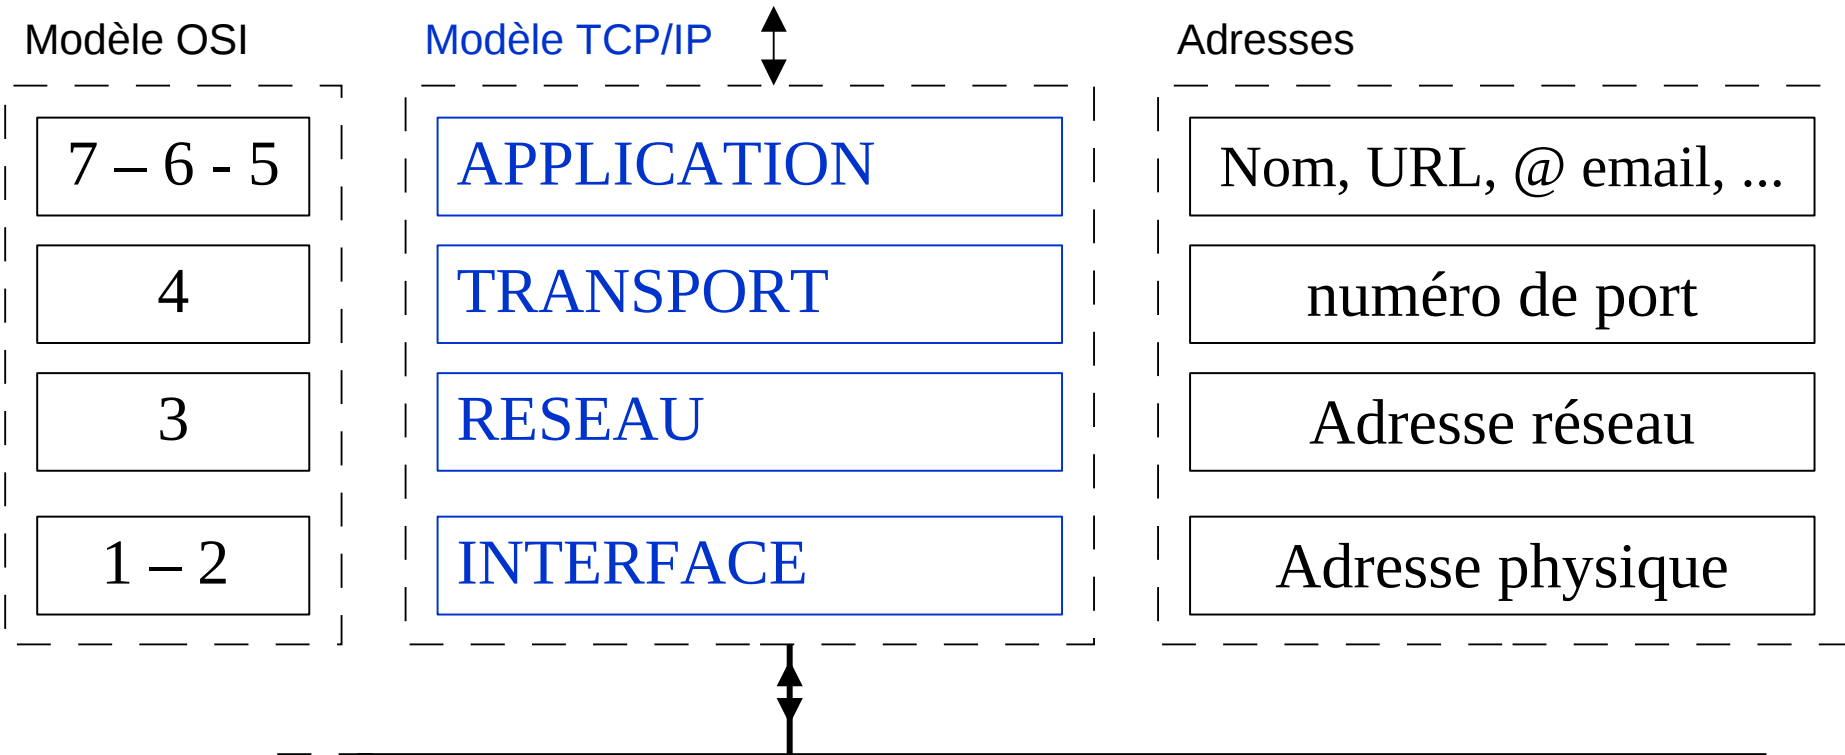 Modèle OSI
Modèle TCP/IP
Adresses
7 – 6 - 5
APPLICATION
Nom, URL, @ email, ...
4
TRANSPORT
numéro de port
3
RESEAU
Adresse réseau
1 – 2
INTERFACE
Adresse physique